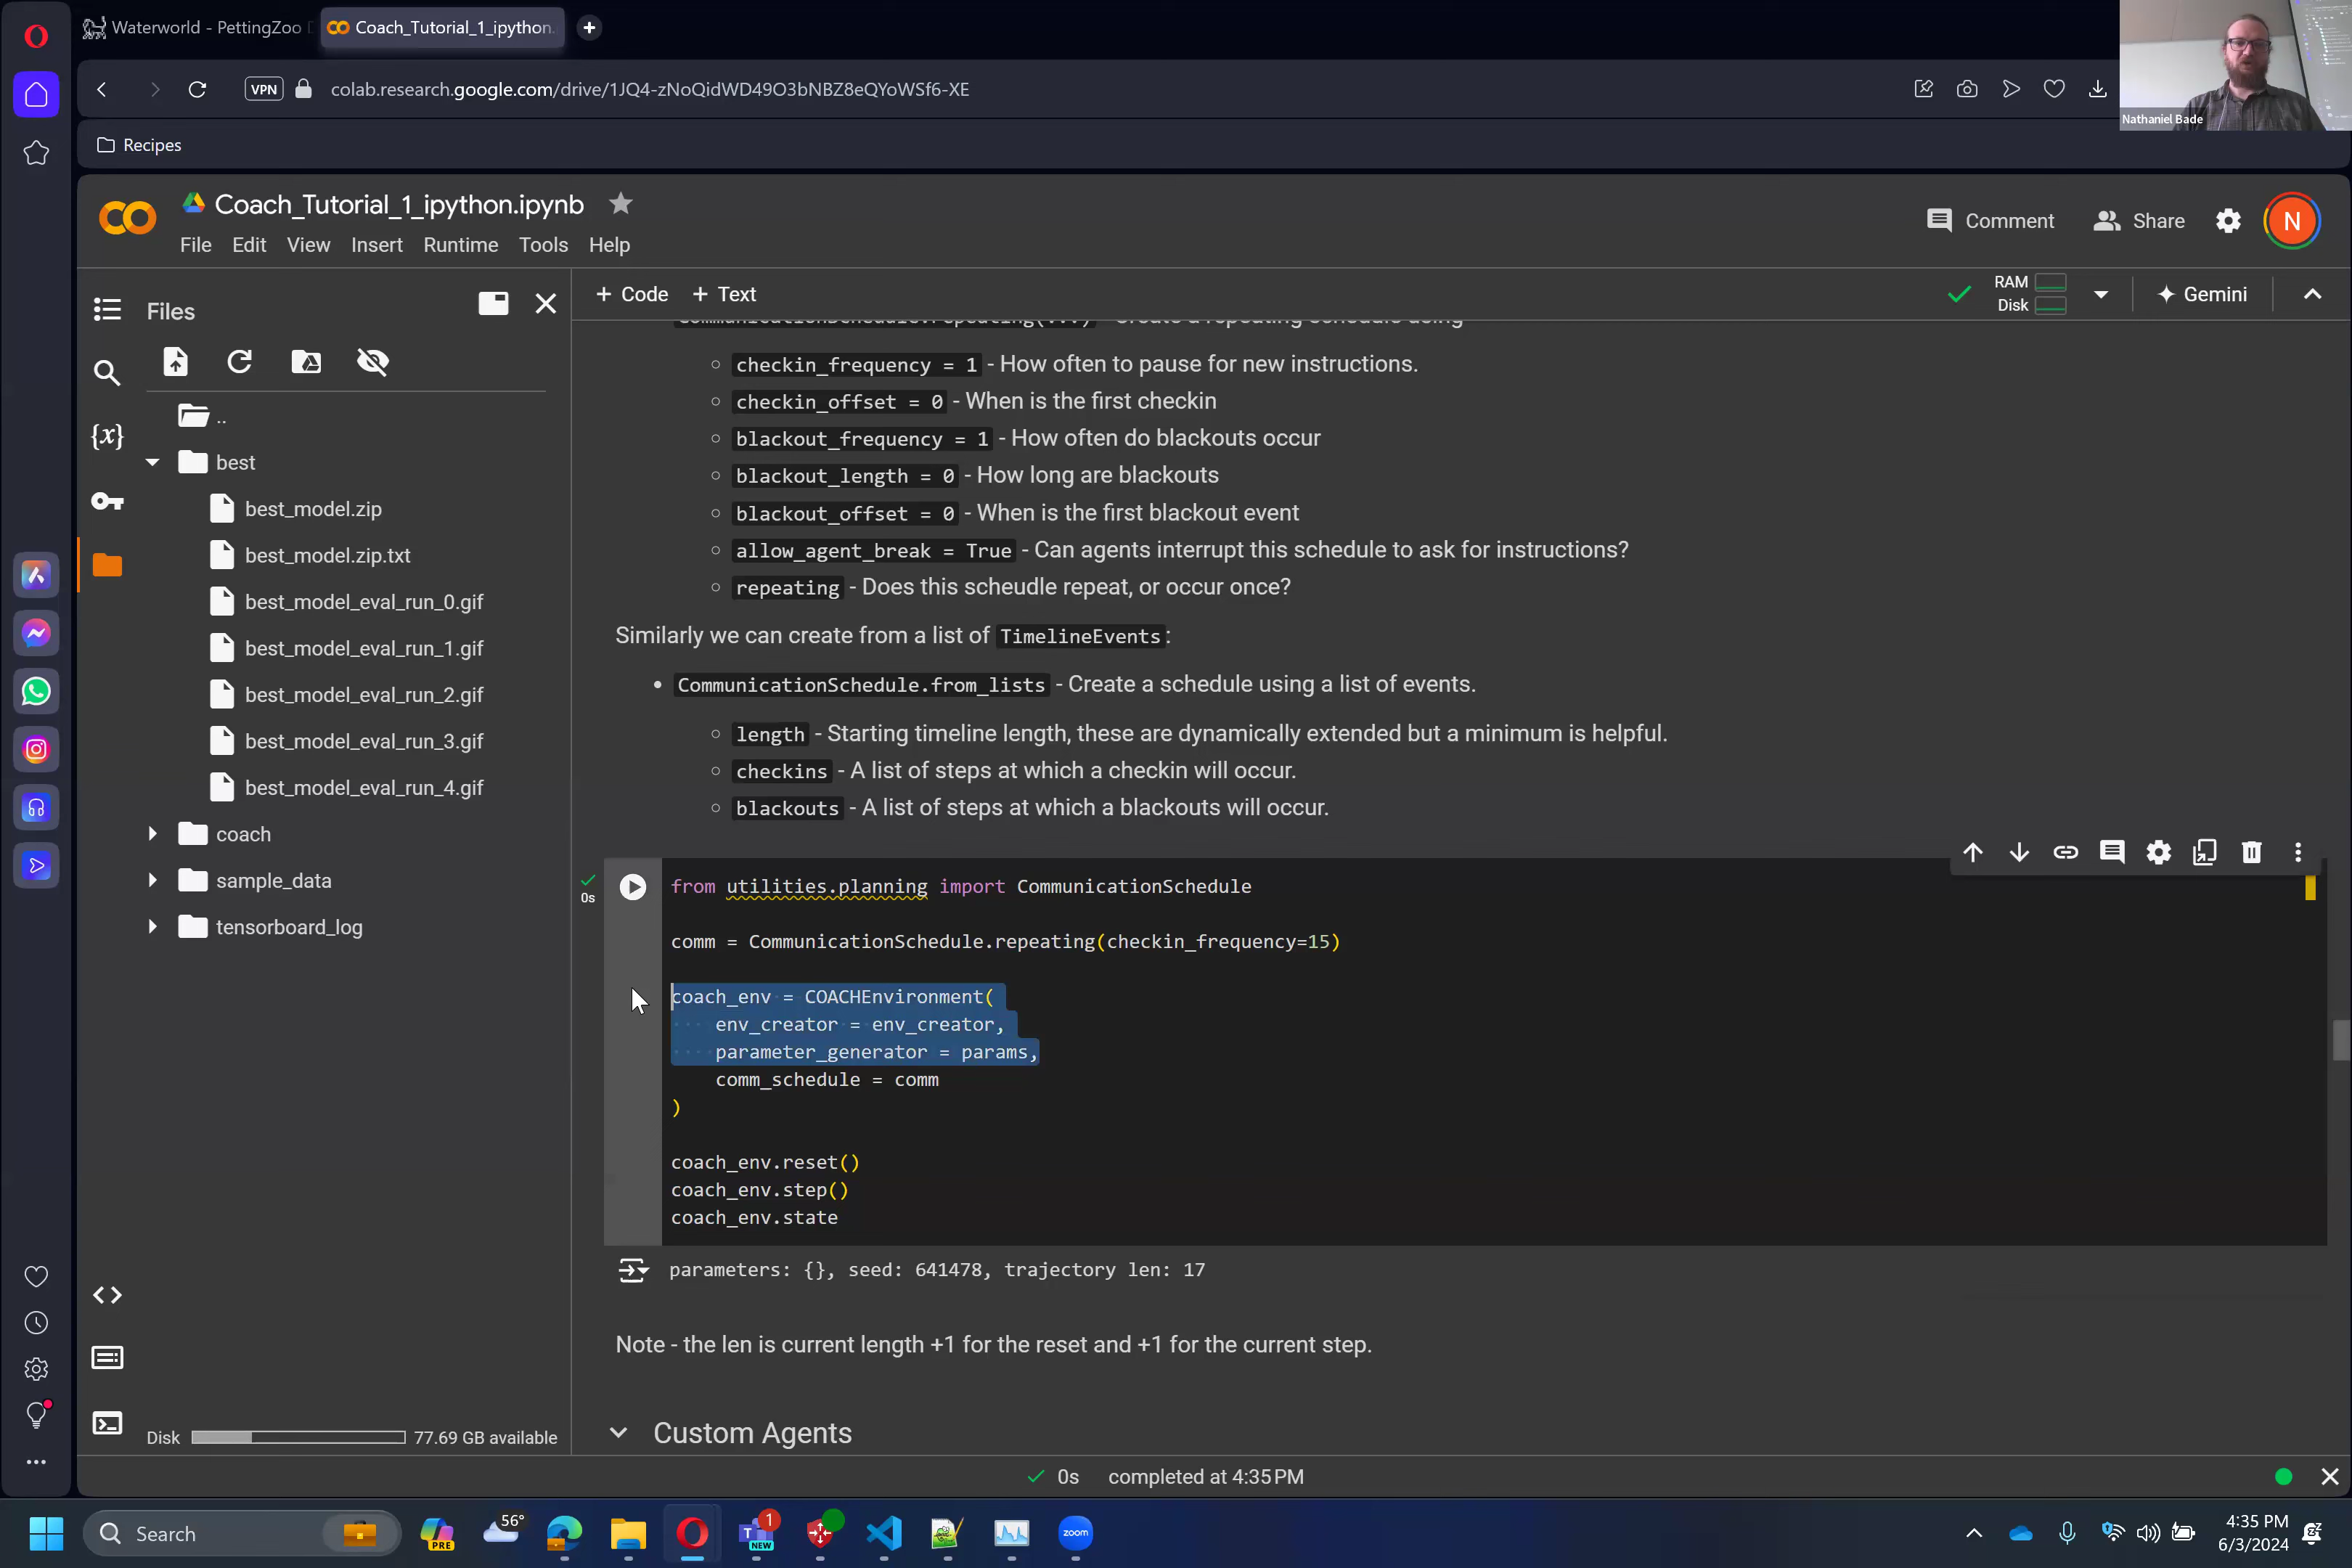 Waterworld - PettingZoo
Coach_Tutorial_1_ipython.
VPN
colab.research.google.com/drive/1JQ4-zNoQidWD49O3bNBZ8eQYoWSf6-XE
Nathaniel Bade
Recipes
Coach_Tutorial_1_ipython.ipynb
File Edit View Insert Runtime Tools Help
Comment
Share
N
Files
+ Code + Text
RAM
Disk
Gemini
..
best
best_model.zip
best_model.zip.txt
best_model_eval_run_0.gif
best_model_eval_run_1.gif
best_model_eval_run_2.gif
best_model_eval_run_3.gif
best_model_eval_run_4.gif
coach
sample_data
tensorboard_log
Disk
77.69 GB available
CommunicationSchedule.repeating(...) - Create a repeating schedule using
checkin_frequency = 1 - How often to pause for new instructions.
checkin_offset = 0 - When is the first checkin
blackout_frequency = 1 - How often do blackouts occur
blackout_length = 0 - How long are blackouts
blackout_offset = 0 - When is the first blackout event
allow_agent_break = True - Can agents interrupt this schedule to ask for instructions?
repeating - Does this scheudle repeat, or occur once?
Similarly we can create from a list of TimelineEvents:
CommunicationSchedule.from_lists - Create a schedule using a list of events.
length - Starting timeline length, these are dynamically extended but a minimum is helpful.
checkins - A list of steps at which a checkin will occur.
blackouts - A list of steps at which a blackouts will occur.
0s
from utilities.planning import CommunicationSchedule
comm = CommunicationSchedule.repeating(checkin_frequency=15)
coach_env = COACHEnvironment(
env_creator = env_creator,
parameter_generator = params,
comm_schedule = comm
)
coach_env.reset()
coach_env.step()
coach_env.state
parameters: {}, seed: 641478, trajectory len: 17
Note - the len is current length +1 for the reset and +1 for the current step.
Custom Agents
0s completed at 4:35 PM
Search
PRE
56°
1
NEW
zoom
4:35 PM
6/3/2024